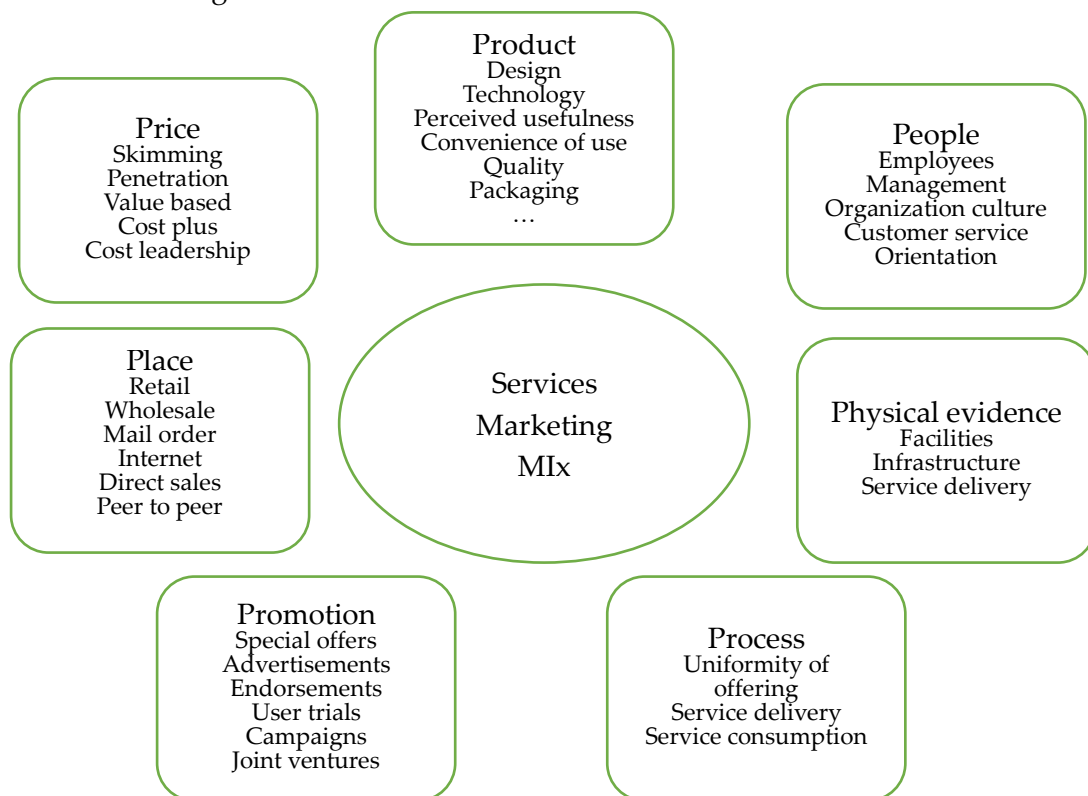 Product
Design
Technology
Perceived usefulness
Convenience of use
Quality
Packaging
…
Price
Skimming
Penetration
Value based
Cost plus
Cost leadership
People
Employees
Management
Organization culture
Customer service
Orientation
Place
Retail
Wholesale
Mail order
Internet
Direct sales
Peer to peer
Services
Marketing
MIx
Physical evidence
Facilities
Infrastructure
Service delivery
Promotion
Special offers
Advertisements
Endorsements
User trials
Campaigns
Joint ventures
Process
Uniformity of
offering
Service delivery
Service consumption